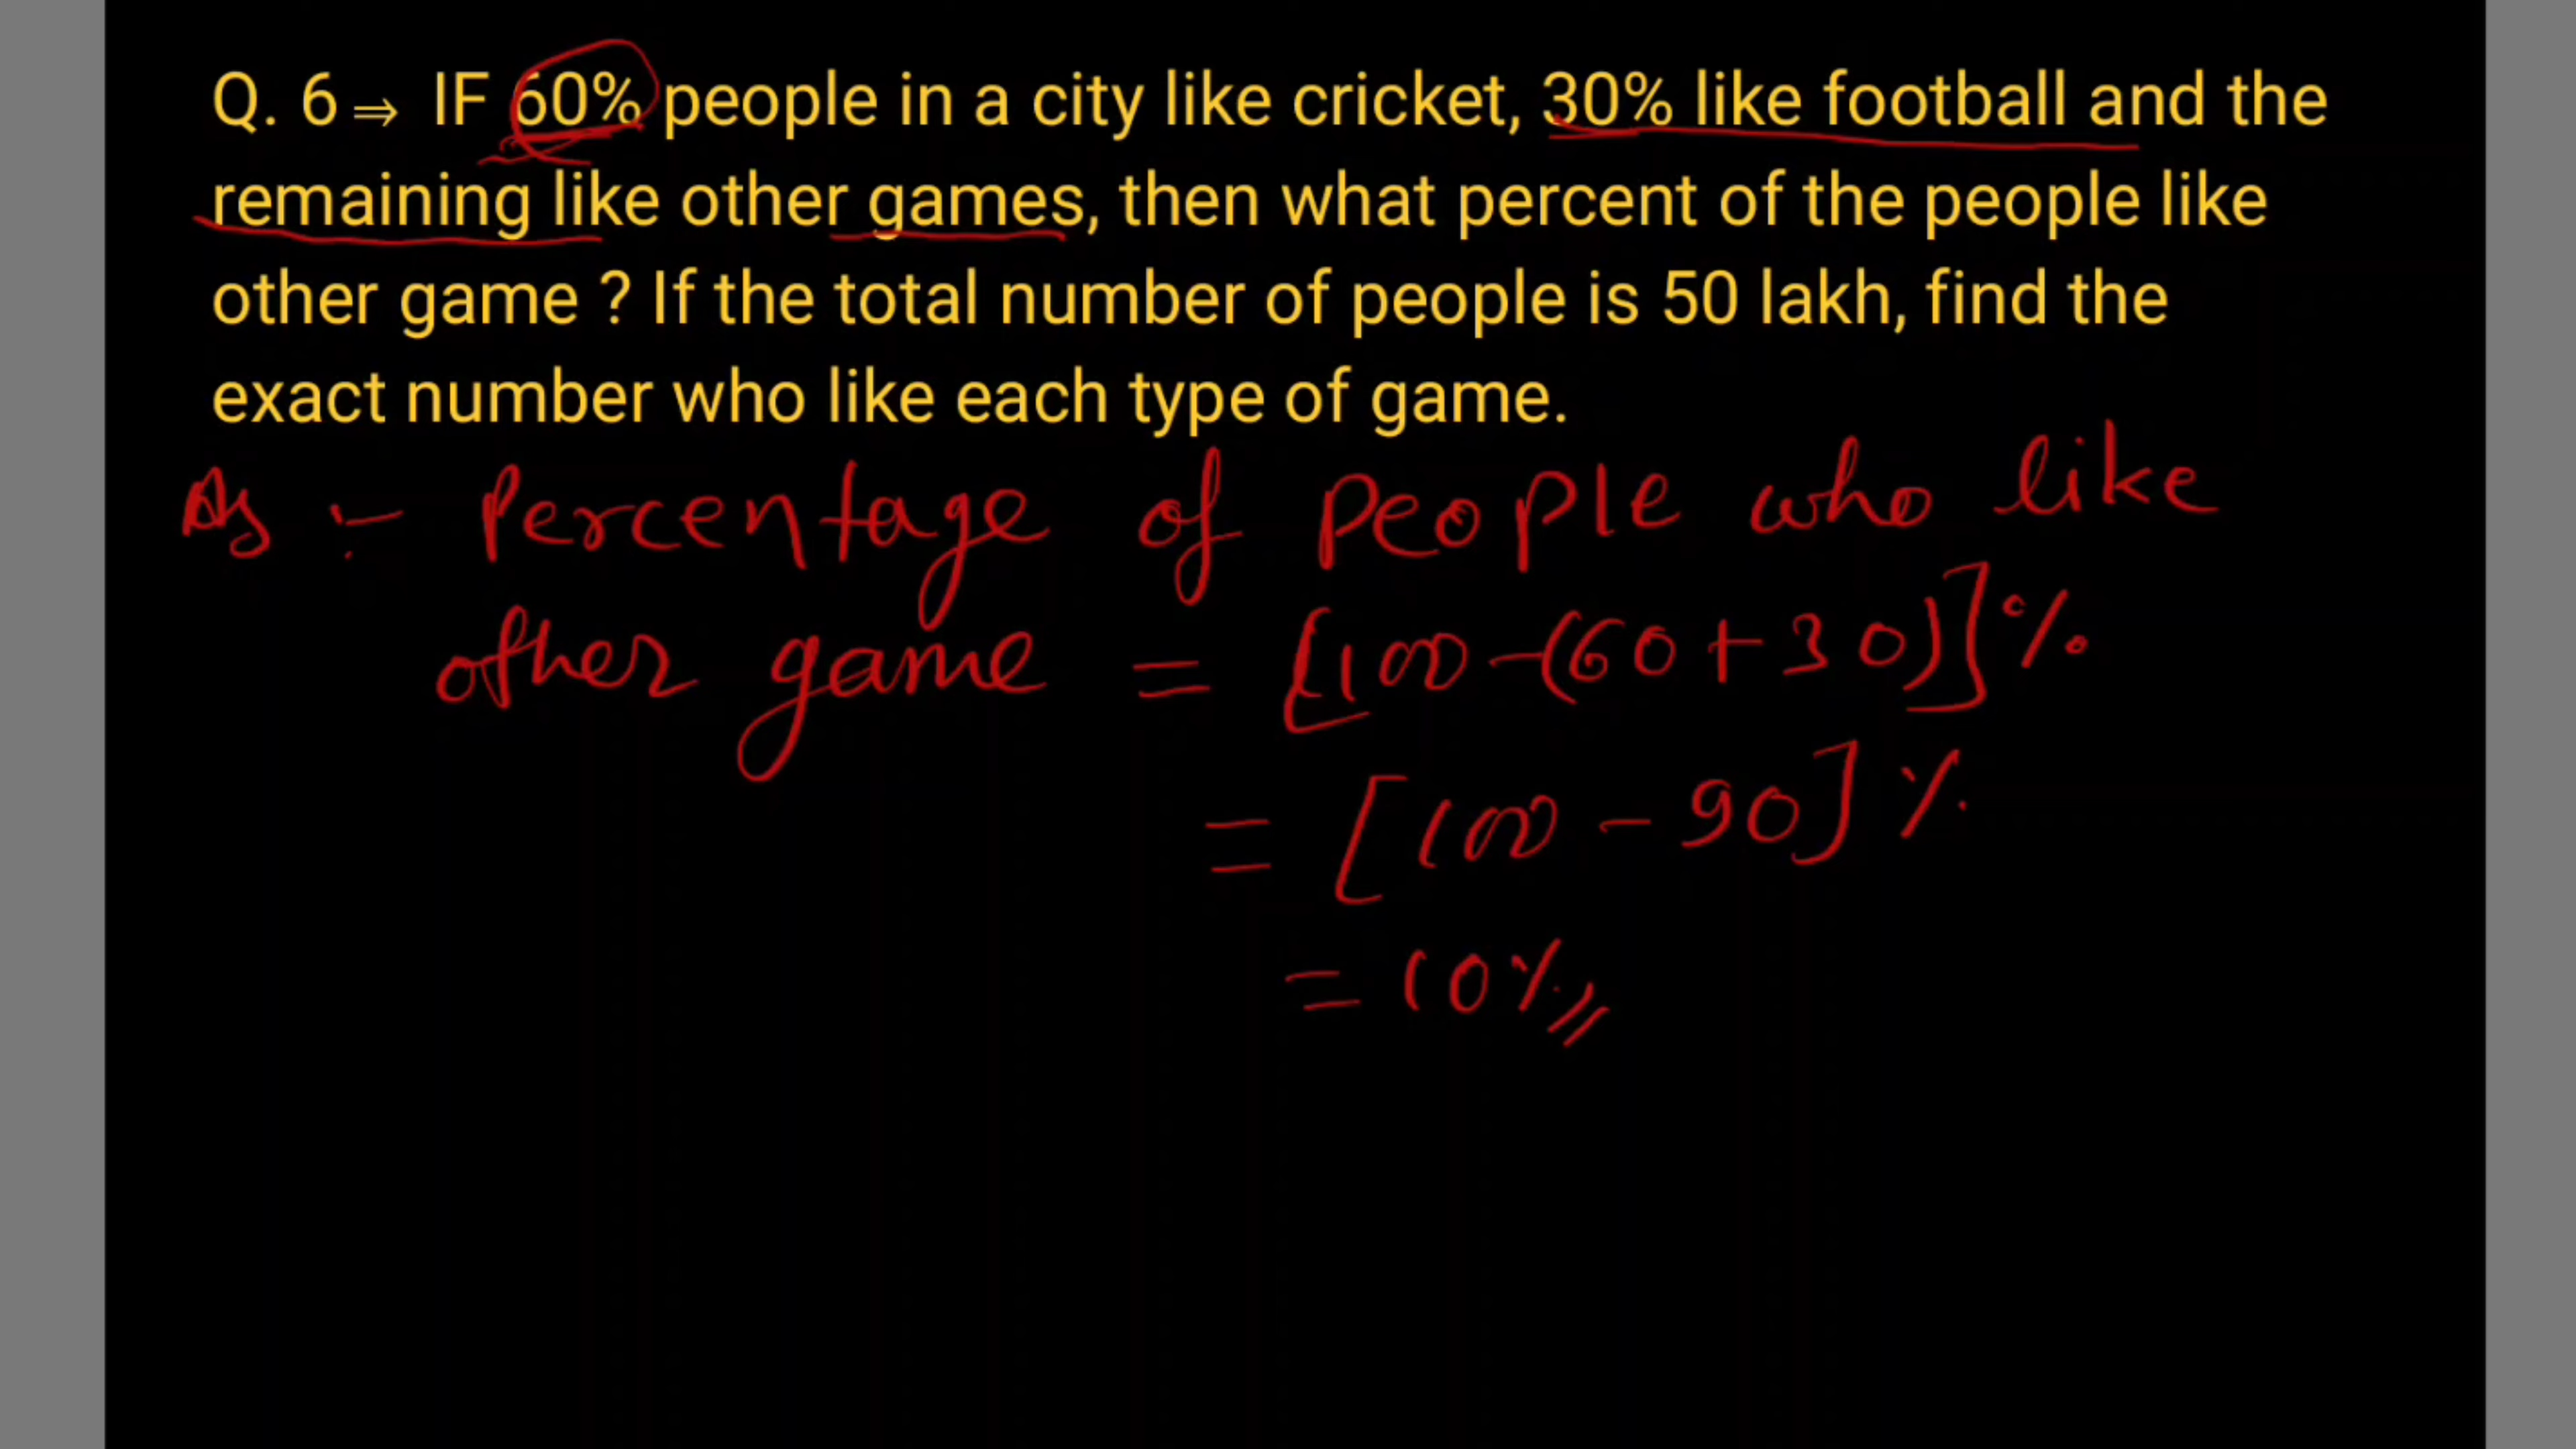 Q. 6⇒ IF 60% people in a city like cricket, 30% like football and the
remaining like other games, then what percent of the people like
other game ? If the total number of people is 50 lakh, find the
exact number who like each type of game.
:- Percentage of People who like
other game = [100-(60+30)]%
= [100-90]%
= 10%